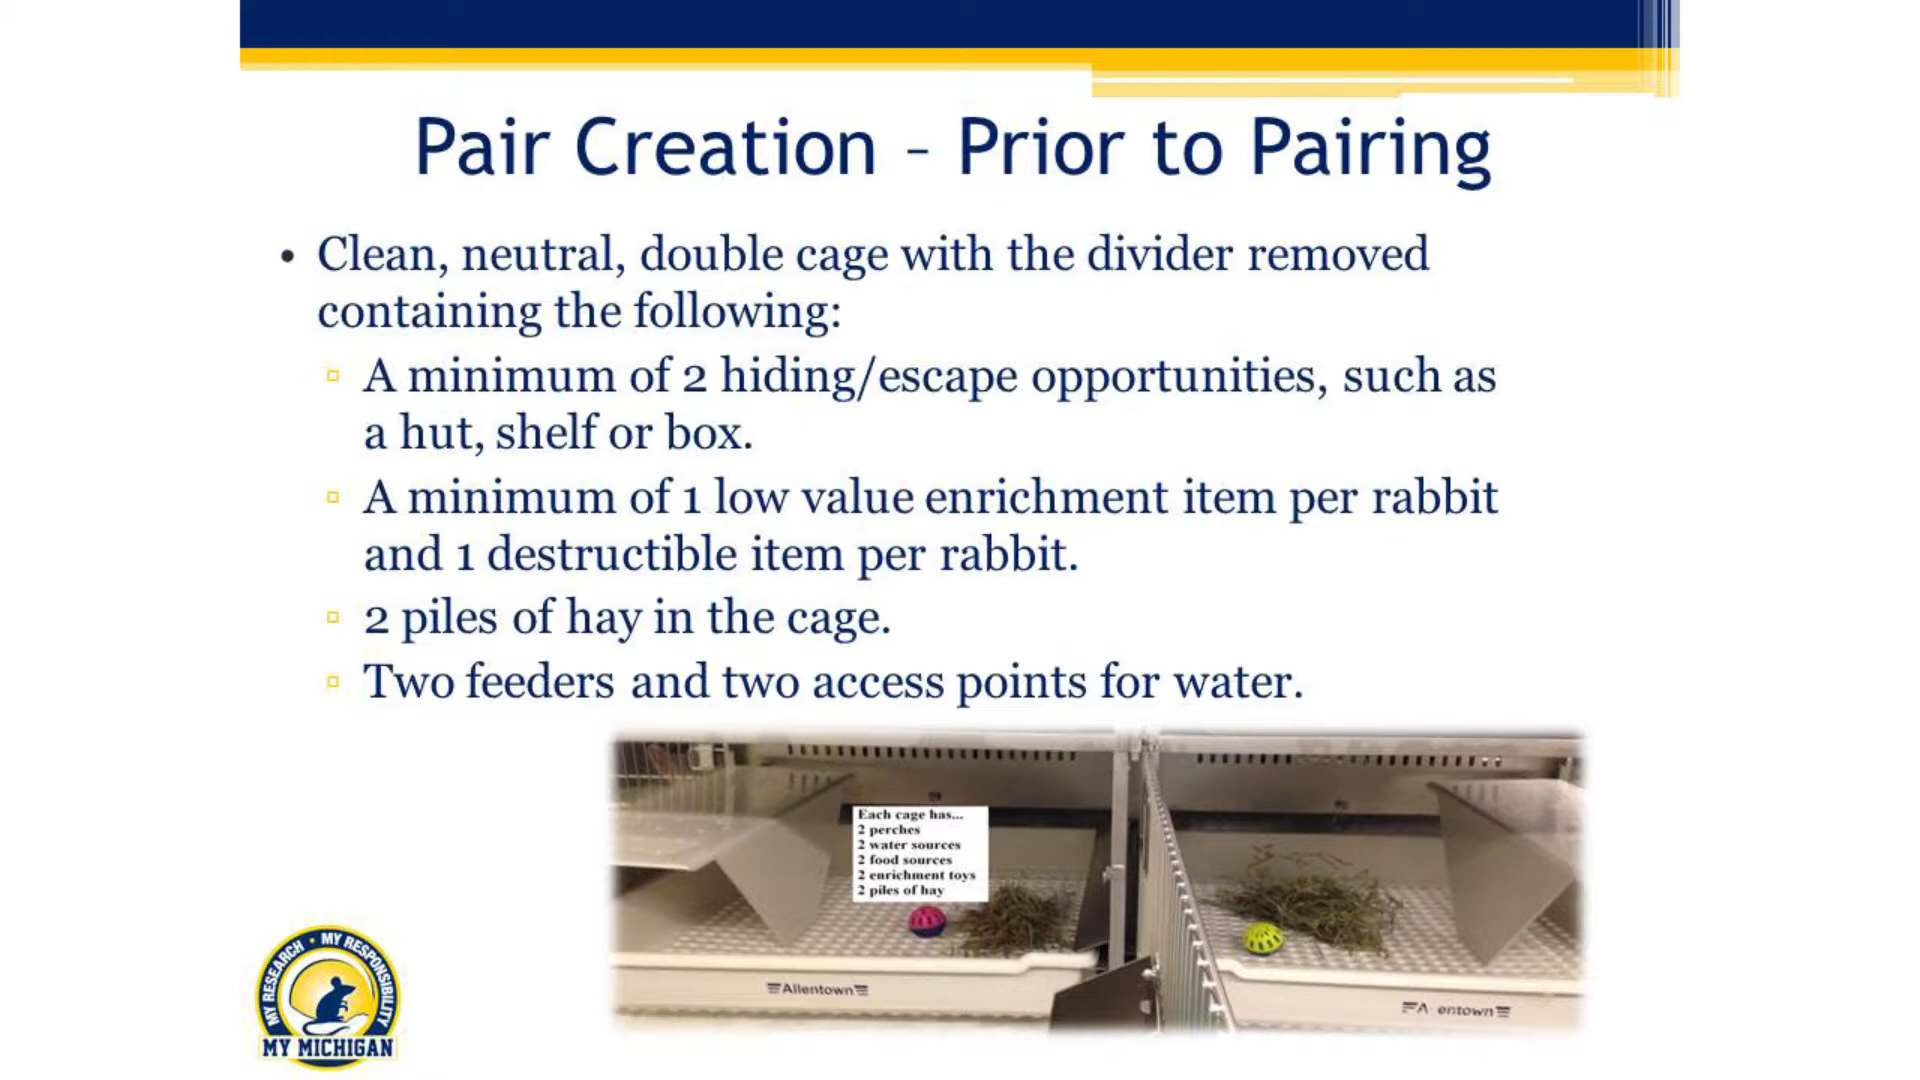 Pair Creation – Prior to Pairing
• Clean, neutral, double cage with the divider removed
containing the following:
▫ A minimum of 2 hiding/escape opportunities, such as
a hut, shelf or box.
▫ A minimum of 1 low value enrichment item per rabbit
and 1 destructible item per rabbit.
▫ 2 piles of hay in the cage.
▫ Two feeders and two access points for water.
Each cage has...
2 perches
2 water sources
2 food sources
2 enrichment toys
2 piles of hay
Allentown
MY RESEARCH • MY RESPONSIBILITY
MY MICHIGAN